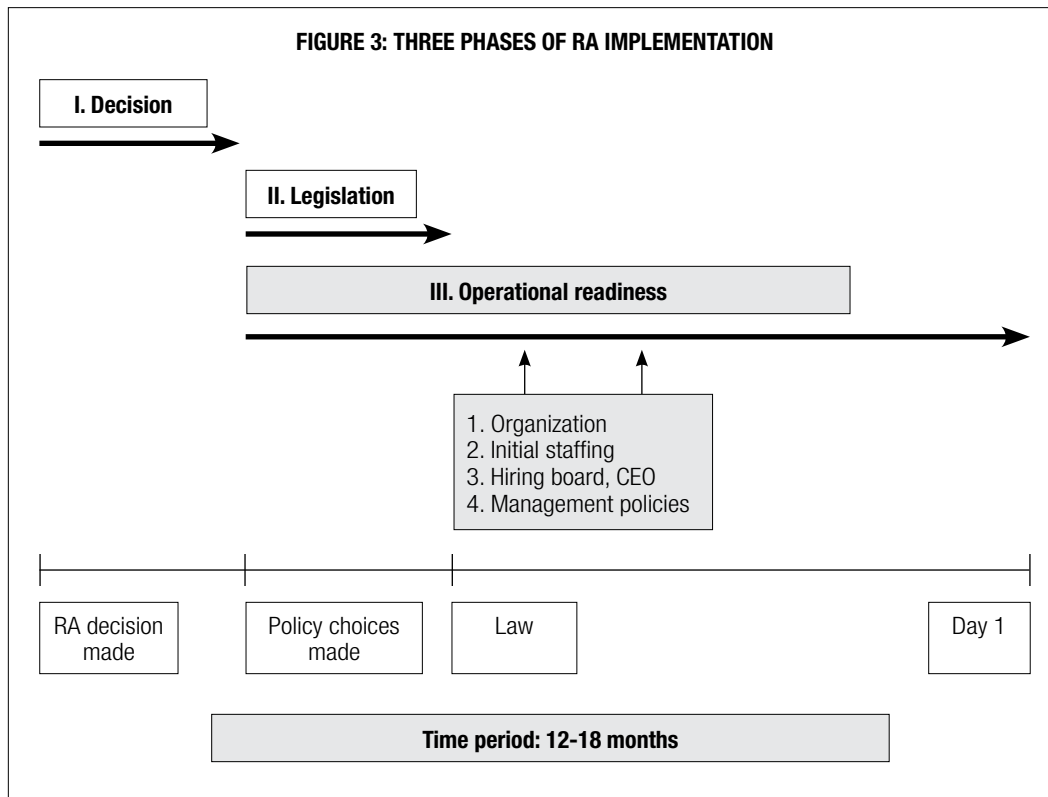 FIGURE 3: THREE PHASES OF RA IMPLEMENTATION
I. Decision
II. Legislation
III. Operational readiness
1. Organization
2. Initial staffing
3. Hiring board, CEO
4. Management policies
RA decision
made
Policy choices
made
Law
Day 1
Time period: 12-18 months